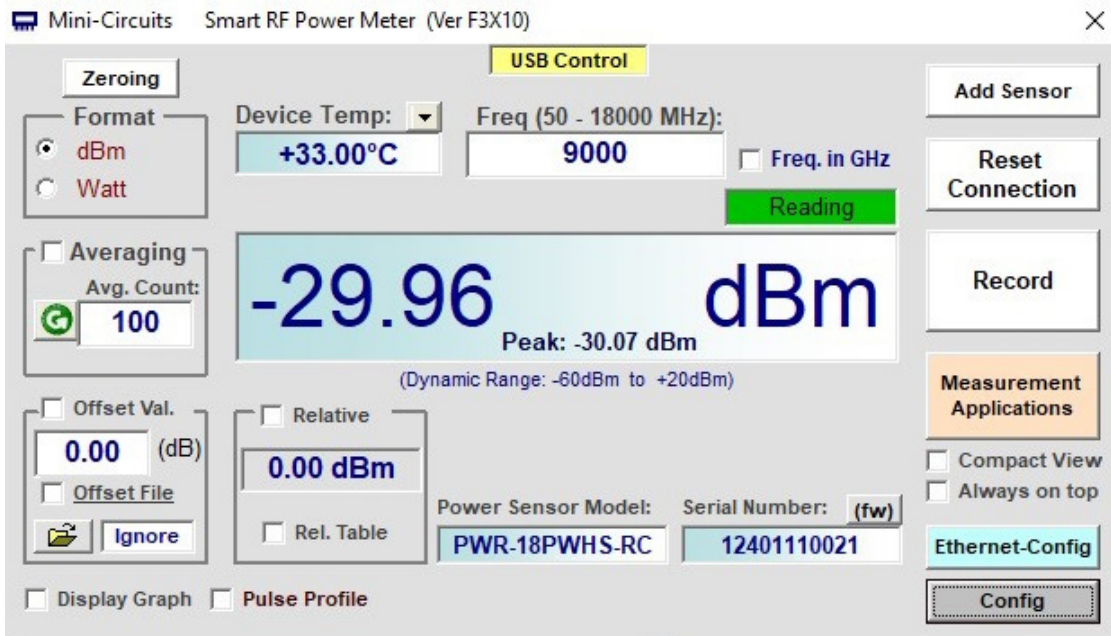 Mini-Circuits Smart RF Power Meter (Ver F3X10)
USB Control
Zeroing
Format
dBm
Watt
Device Temp:
+33.00°C
Freq (50 - 18000 MHz):
9000
Freq. in GHz
Reading
Add Sensor
Reset
Connection
Averaging
Avg. Count:
100
-29.96 dBm
Peak: -30.07 dBm
(Dynamic Range: -60dBm to +20dBm)
Record
Measurement
Applications
Offset Val.
0.00 (dB)
Offset File
Ignore
Relative
0.00 dBm
Rel. Table
Power Sensor Model:
PWR-18PWHS-RC
Serial Number: (fw)
12401110021
Compact View
Always on top
Ethernet-Config
Config
Display Graph
Pulse Profile